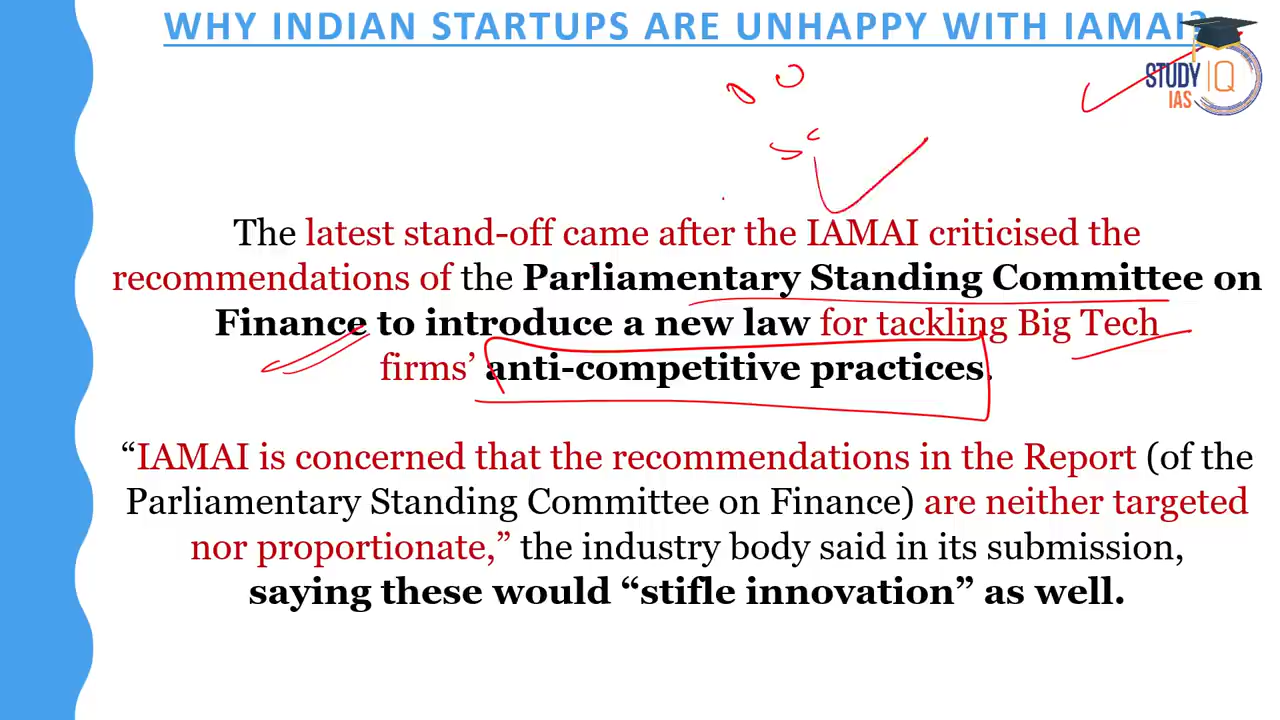 WHY INDIAN STARTUPS ARE UNHAPPY WITH IAMAI?
STUDY IQ
IAS
The latest stand-off came after the IAMAI criticised the
recommendations of the Parliamentary Standing Committee on
Finance to introduce a new law for tackling Big Tech
firms’ anti-competitive practices.
“IAMAI is concerned that the recommendations in the Report (of the
Parliamentary Standing Committee on Finance) are neither targeted
nor proportionate,” the industry body said in its submission,
saying these would “stifle innovation” as well.